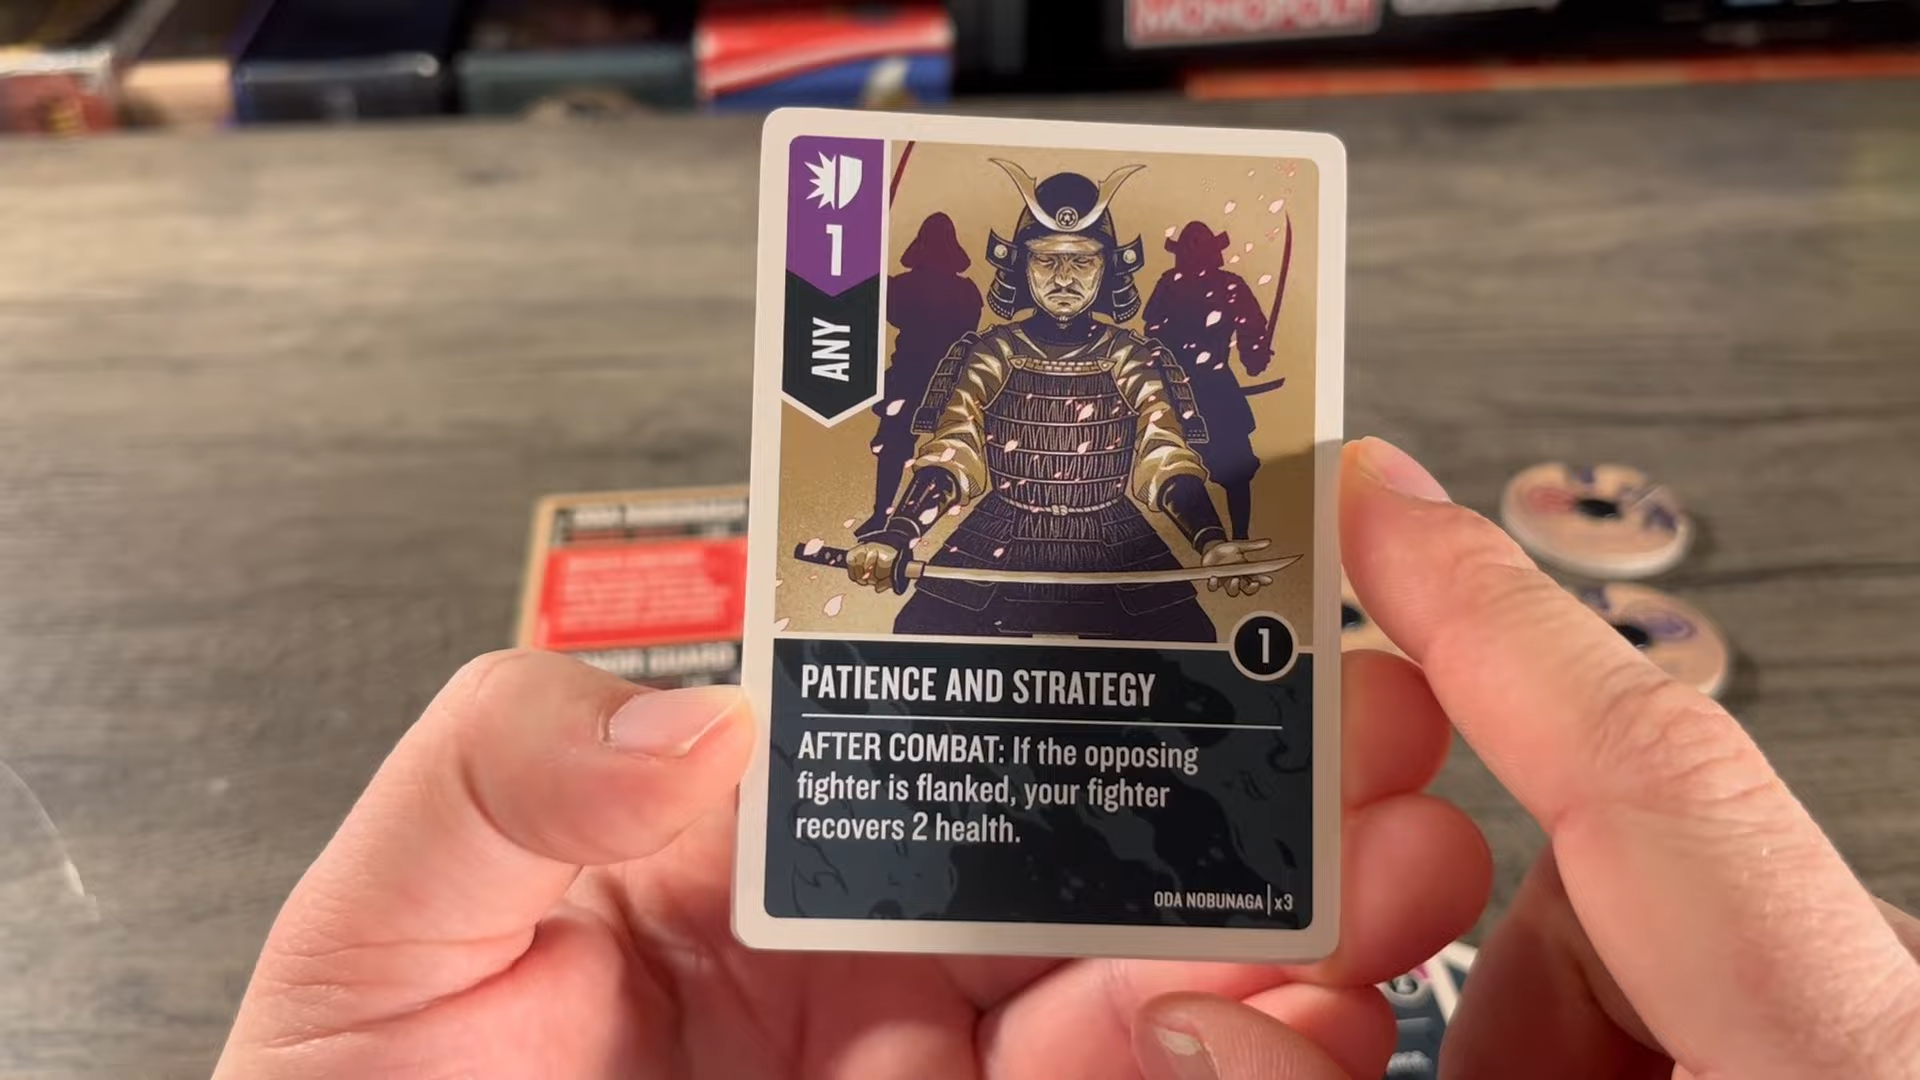 MONOPOLY
1
ANY
1
PATIENCE AND STRATEGY
AFTER COMBAT: If the opposing
fighter is flanked, your fighter
recovers 2 health.
ODA NOBUNAGA | x3